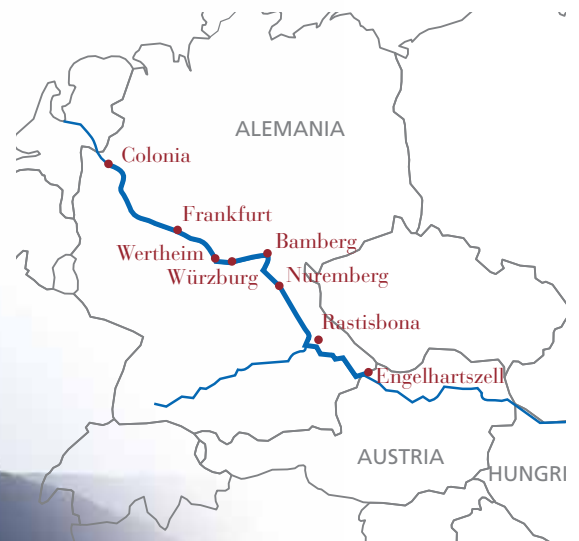 ALEMANIA
Colonia
Frankfurt
Wertheim
Bamberg
Würzburg
Nuremberg
Rastisbona
Engelhartszell
AUSTRIA
HUNGRI